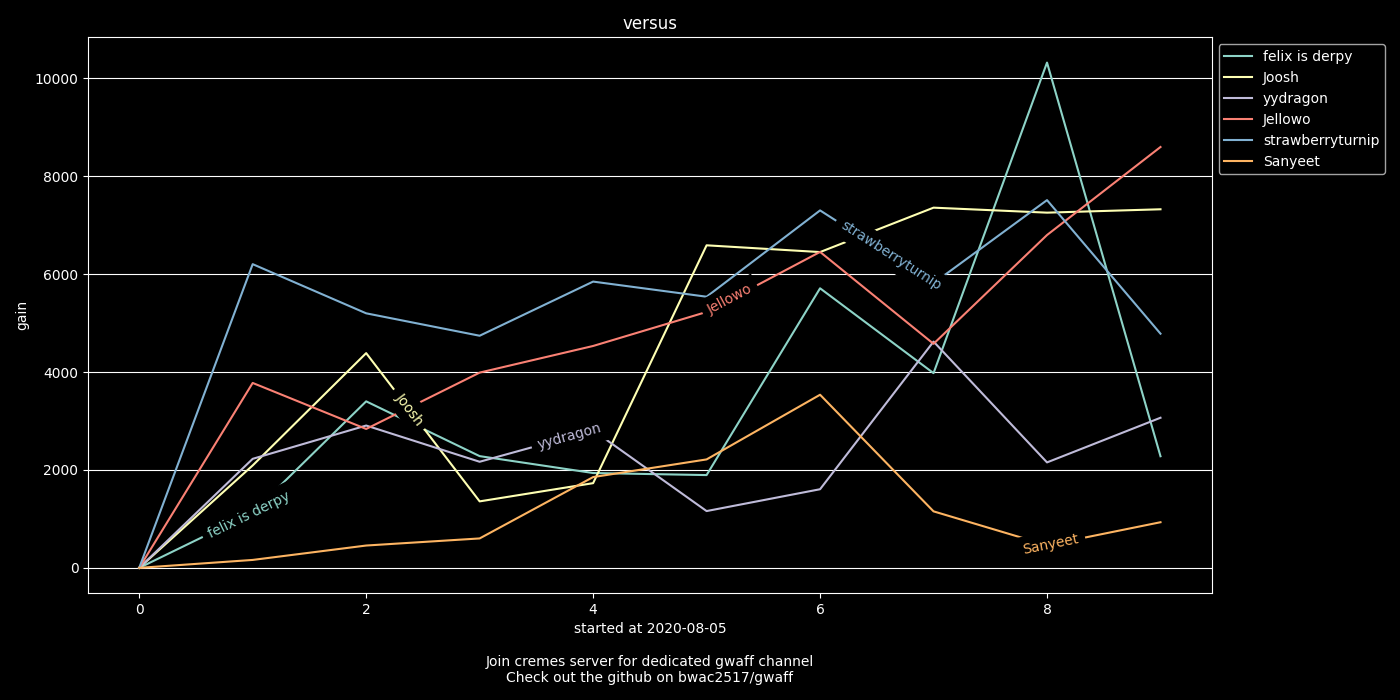 versus
10000
8000
6000
4000
2000
0
gain
felix is derpy
Joosh
yydragon
Jellowo
strawberryturnip
Sanyeet
0
2
4
6
8
started at 2020-08-05
Join cremes server for dedicated gwaff channel
Check out the github on bwac2517/gwaff
felix is derpy
Joosh
yydragon
Jellowo
strawberryturnip
Sanyeet